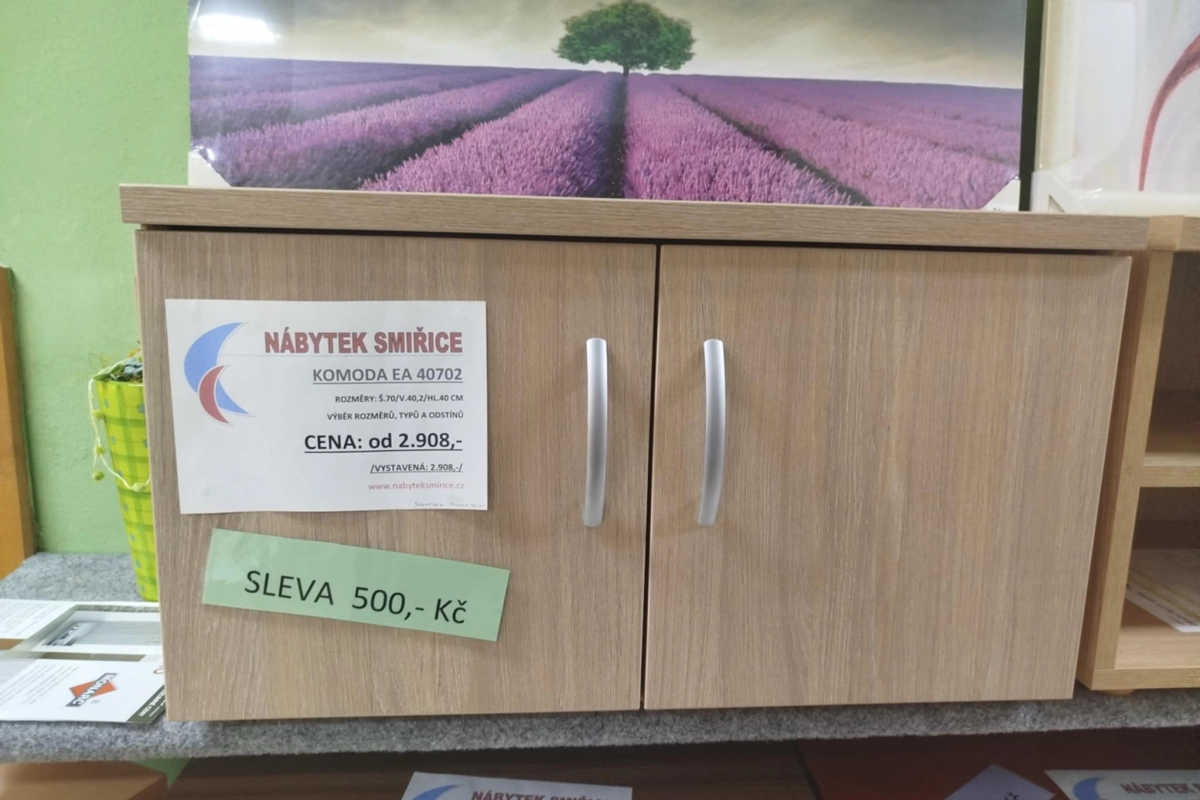 NÁBYTEK SMIŘICE
KOMODA EA 40702
ROZMĚRY: Š.70/V.40,2/HL.40 CM
VÝBĚR ROZMĚRŮ, TYPŮ A ODSTÍNŮ
CENA: od 2.908,-
/VYSTAVENÁ: 2.908,-/
www.nabyteksmirice.cz
SLEVA 500,- Kč
NÁBYTEK SMIŘICE